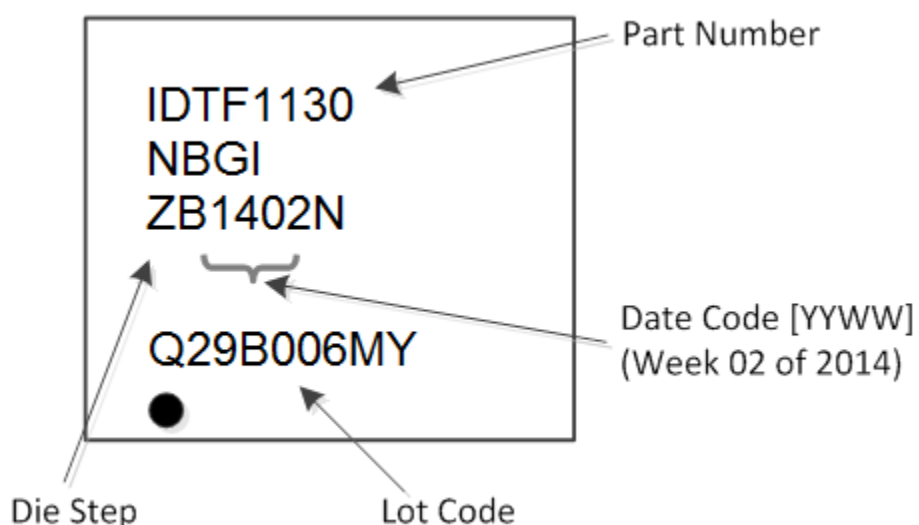 Part Number
IDTF1130
NBGI
ZB1402N
Date Code [YYWW]
(Week 02 of 2014)
Q29B006MY
Die Step
Lot Code